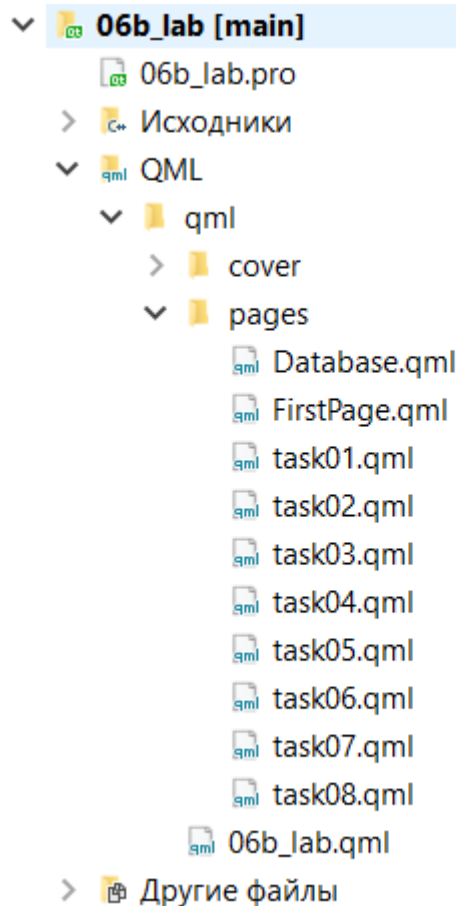 06b_lab [main]
06b_lab.pro
Исходники
QML
qml
cover
pages
Database.qml
FirstPage.qml
task01.qml
task02.qml
task03.qml
task04.qml
task05.qml
task06.qml
task07.qml
task08.qml
06b_lab.qml
Другие файлы